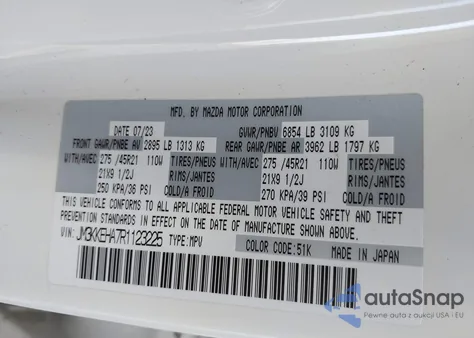 MFD. BY MAZDA MOTOR CORPORATION
DATE 07/23 GVWR/PNBV 6854 LB 3109 KG
FRONT GAWR/PNBE AV 2895 LB 1313 KG REAR GAWR/PNBE AR 3962 LB 1797 KG
WITH/AVEC 275 /45R21 110W TIRES/PNEUS WITH/AVEC 275 /45R21 110W TIRES/PNEUS
21X9 1/2J RIMS/JANTES 21X9 1/2J RIMS/JANTES
250 KPA/36 PSI COLD/A FROID 270 KPA/39 PSI COLD/A FROID
THIS VEHICLE CONFORMS TO ALL APPLICABLE FEDERAL MOTOR VEHICLE SAFETY AND THEFT
PREVENTION STANDARDS IN EFFECT ON THE DATE OF MANUFACTURE SHOWN ABOVE.
VIN: JM3KKEHA7R1123225 TYPE: MPV COLOR CODE: 51K MADE IN JAPAN
autoSnap
Pewne auta z aukcji USA i EU